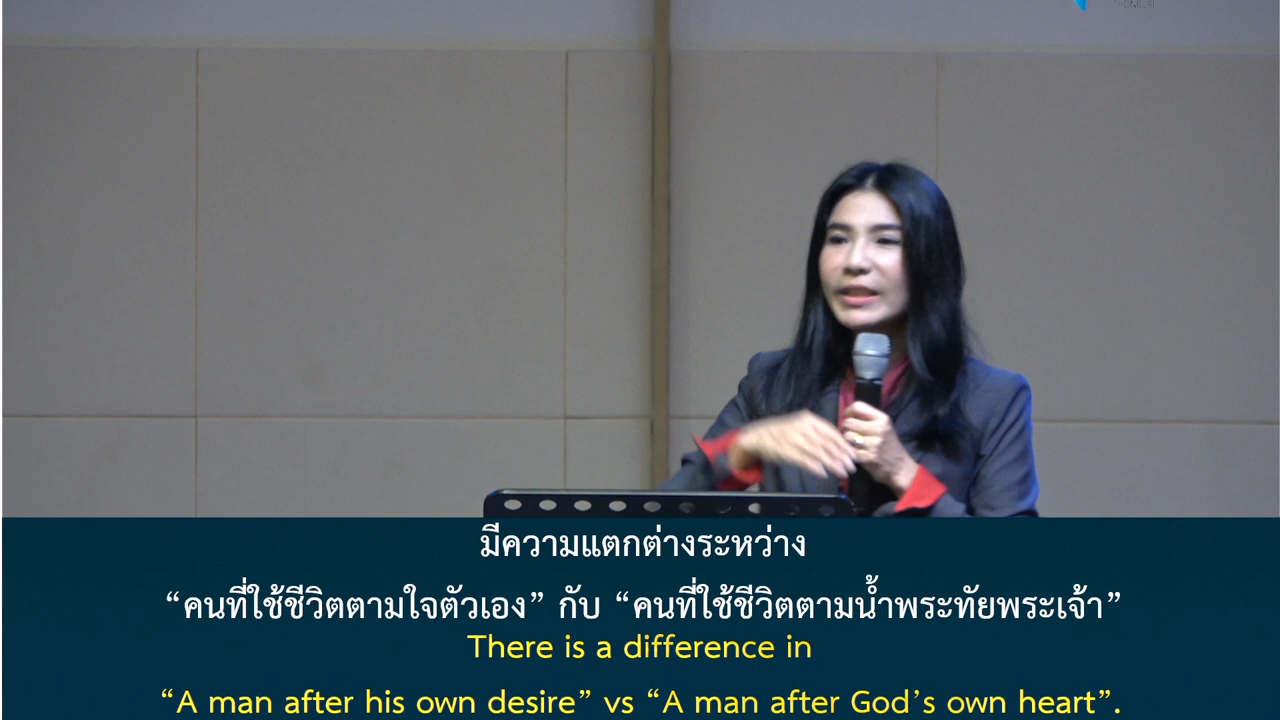 มีความแตกต่างระหว่าง
“คนที่ใช้ชีวิตตามใจตัวเอง” กับ “คนที่ใช้ชีวิตตามน้ำพระทัยพระเจ้า”
There is a difference in
“A man after his own desire” vs “A man after God’s own heart”.